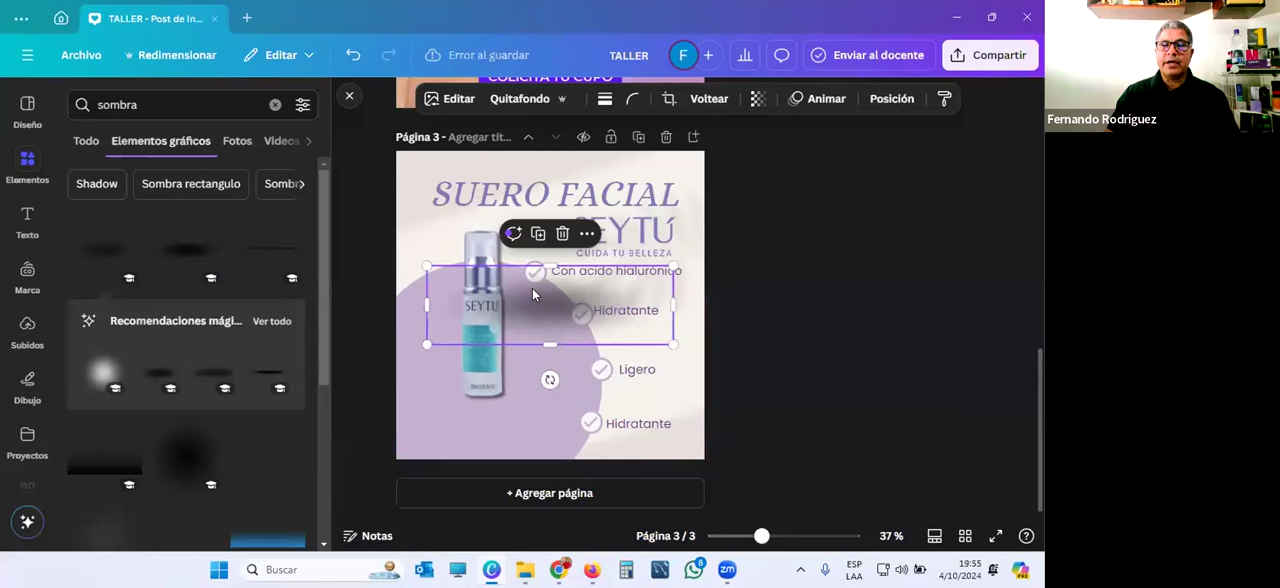 TALLER - Post de In...
Archivo
Redimensionar
Editar
Error al guardar
TALLER
F
Enviar al docente
Compartir
sombra
Diseño
Elementos
Texto
Marca
Subidos
Dibujo
Proyectos
Todo
Elementos gráficos
Fotos
Videos
Shadow
Sombra rectangulo
Recomendaciones mági...
Ver todo
Editar
Quitafondo
Voltear
Animar
Posición
Página 3 - Agregar tít...
SUERO FACIAL
SEYTÚ
CUIDA TU BELLEZA
Con acido hialurónico
SEYTU
Hidratante
Ligero
Hidratante
+ Agregar página
Notas
Página 3 / 3
37 %
Buscar
ESP
LAA
19:55
4/10/2024
Fernando Rodriguez